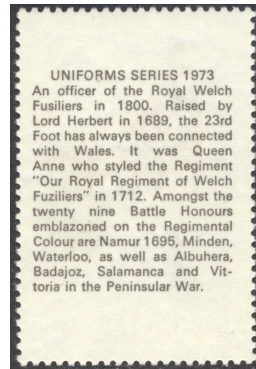 UNIFORMS SERIES 1973
An officer of the Royal Welch
Fusiliers in 1800. Raised by
Lord Herbert in 1689, the 23rd
Foot has always been connected
with Wales. It was Queen
Anne who styled the Regiment
"Our Royal Regiment of Welch
Fuziliers" in 1712. Amongst the
twenty nine Battle Honours
emblazoned on the Regimental
Colour are Namur 1695, Minden,
Waterloo, as well as Albuhera,
Badajoz, Salamanca and Vit-
toria in the Peninsular War.